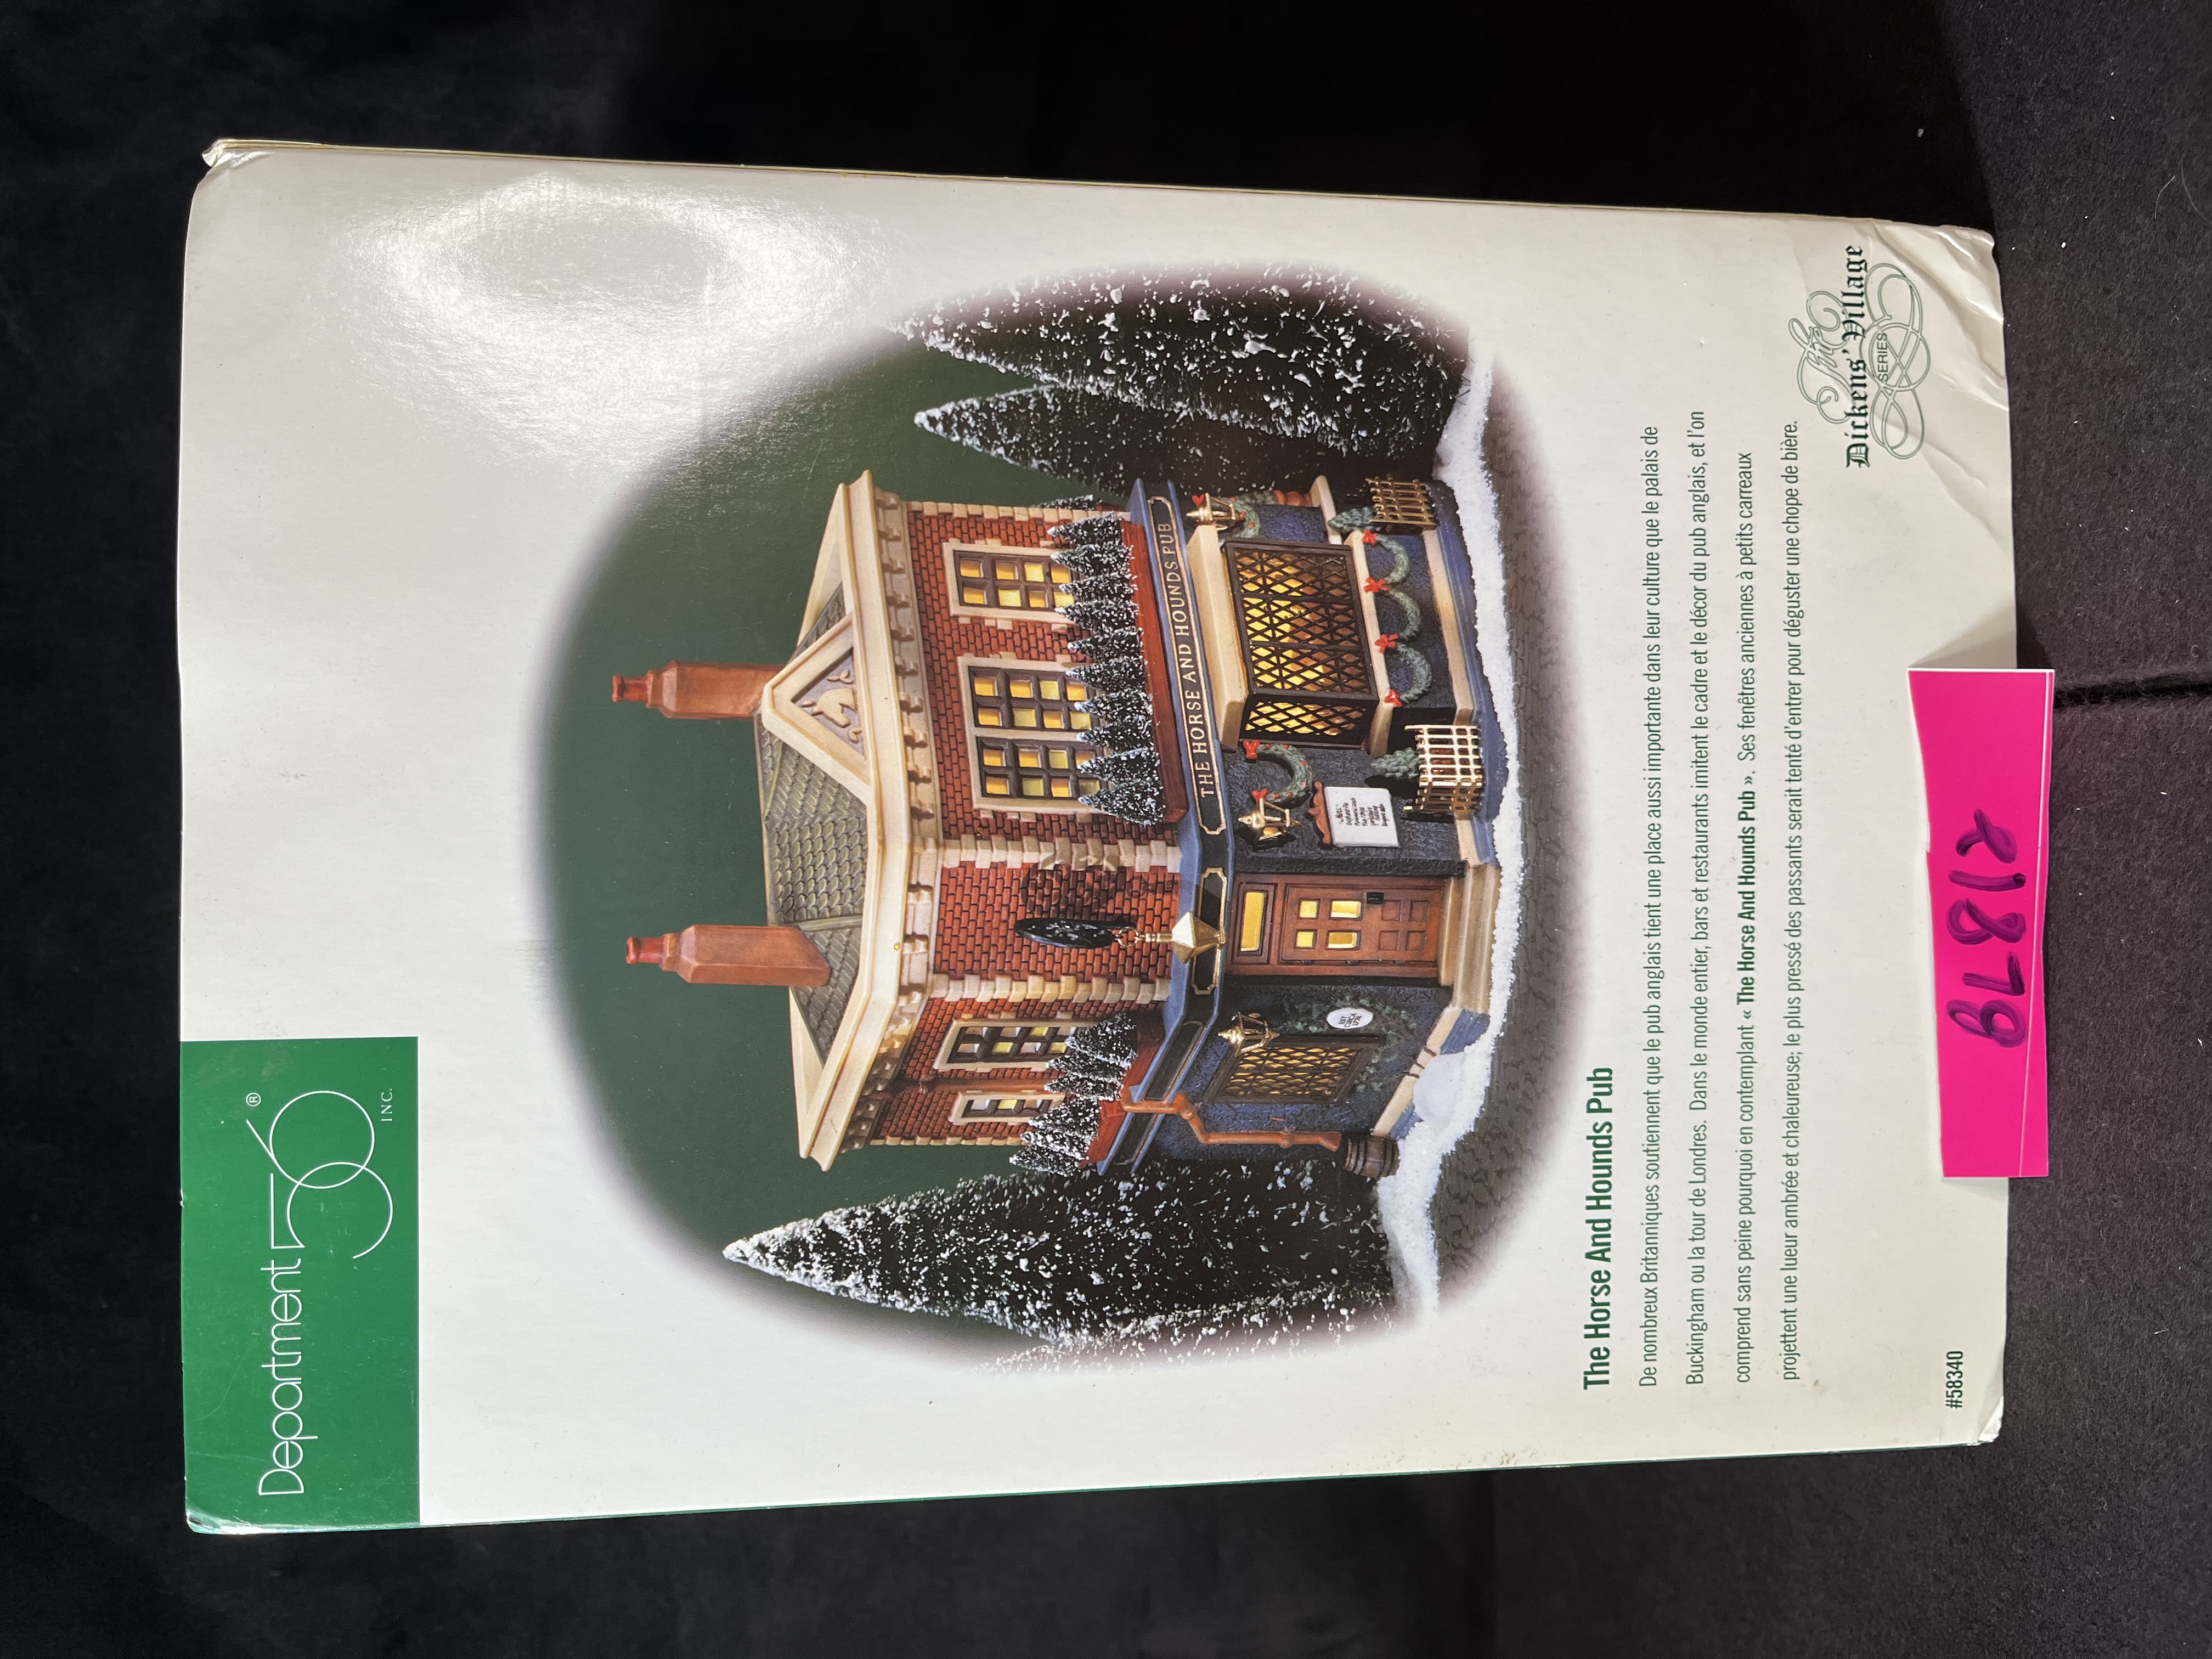 Department 56®
INC.
THE HORSE AND HOUNDS PUB
The Horse And Hounds Pub
De nombreux Britanniques soutiennent que le pub anglais tient une place aussi importante dans leur culture que le palais de
Buckingham ou la tour de Londres. Dans le monde entier, bars et restaurants imitent le cadre et le décor du pub anglais, et l'on
comprend sans peine pourquoi en contemplant « The Horse And Hounds Pub ». Ses fenêtres anciennes à petits carreaux
projettent une lueur ambrée et chaleureuse; le plus pressé des passants serait tenté d'entrer pour déguster une chope de bière.
#58340
The
Dickens' Village
SERIES